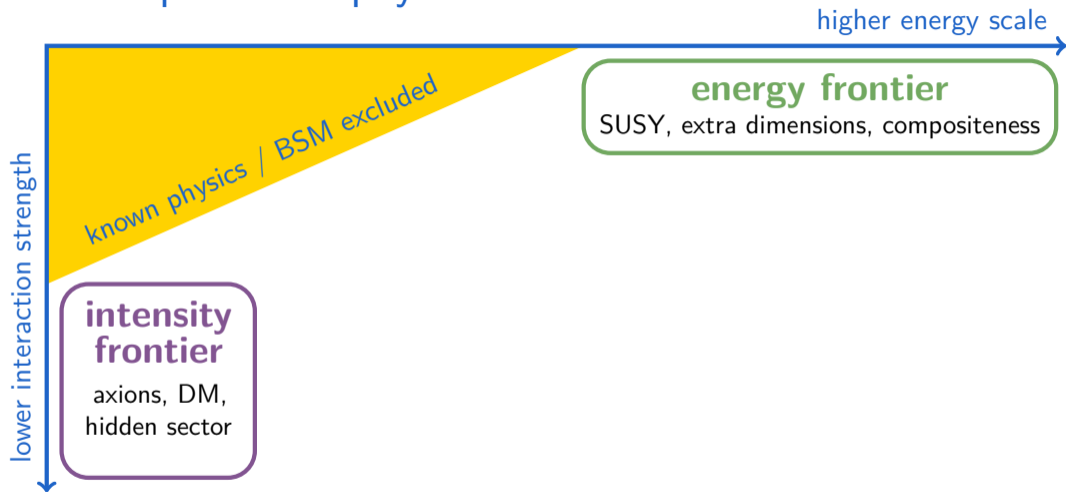 higher energy scale
energy frontier
SUSY, extra dimensions, compositeness
known physics / BSM excluded
lower interaction strength
intensity
frontier
axions, DM,
hidden sector